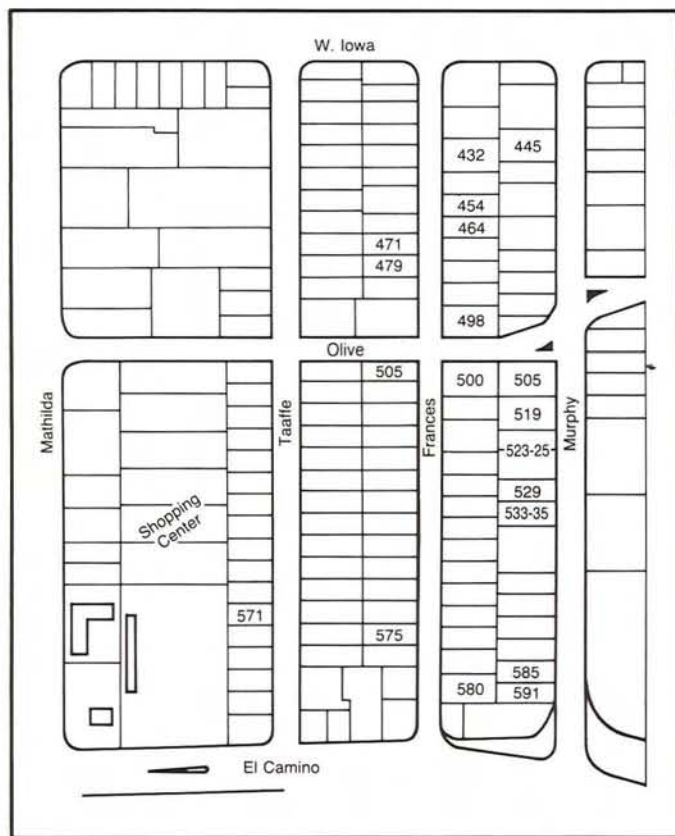 W. Iowa
432
445
454
464
471
479
498
Olive
505
500
505
Mathilda
Taaffe
Frances
519
Murphy
523-25
529
533-35
Shopping
Center
571
575
585
580
591
El Camino